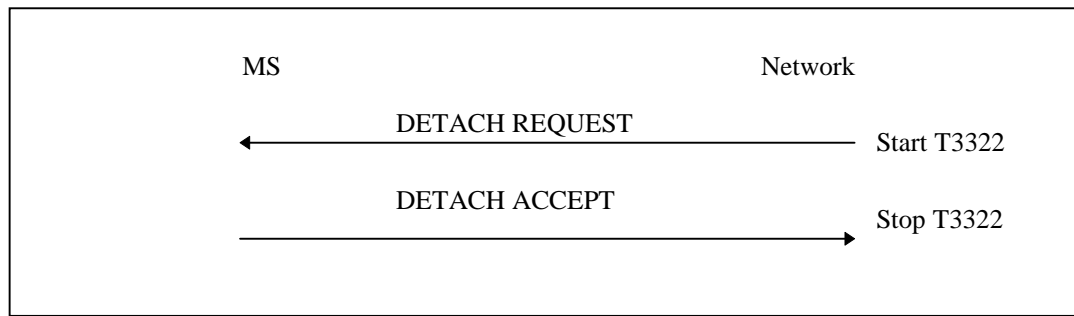 MS Network
DETACH REQUEST
Start T3322
DETACH ACCEPT
Stop T3322